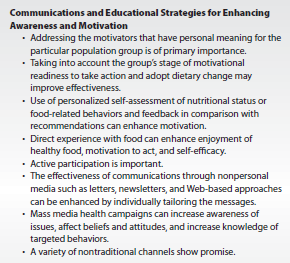 Communications and Educational Strategies for Enhancing
Awareness and Motivation
• Addressing the motivators that have personal meaning for the
particular population group is of primary importance.
• Taking into account the group's stage of motivational
readiness to take action and adopt dietary change may
improve effectiveness.
• Use of personalized self-assessment of nutritional status or
food-related behaviors and feedback in comparison with
recommendations can enhance motivation.
• Direct experience with food can enhance enjoyment of
healthy food, motivation to act, and self-efficacy.
• Active participation is important.
• The effectiveness of communications through nonpersonal
media such as letters, newsletters, and Web-based approaches
can be enhanced by individually tailoring the messages.
• Mass media health campaigns can increase awareness of
issues, affect beliefs and attitudes, and increase knowledge of
targeted behaviors.
• A variety of nontraditional channels show promise.